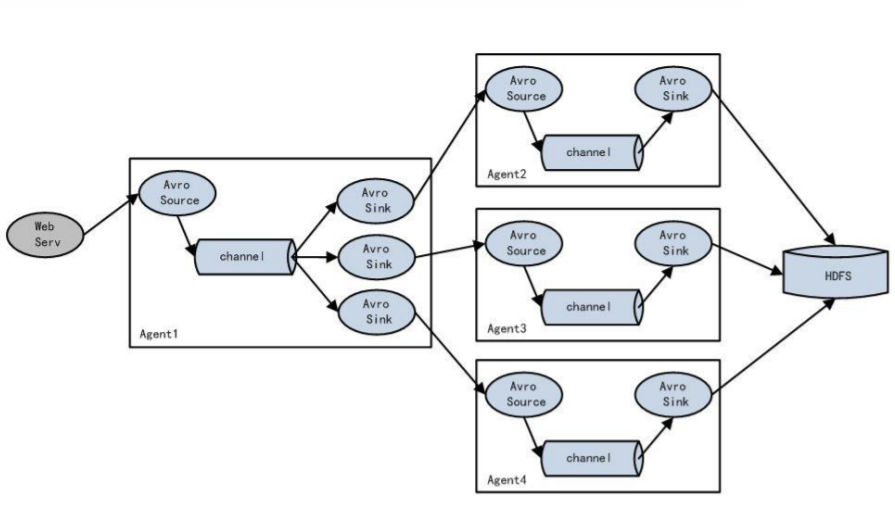 Web
Serv
Avro
Source
channel
Avro
Sink
Avro
Sink
Avro
Sink
Agent1
Avro
Source
channel
Avro
Sink
Agent2
Avro
Source
channel
Avro
Sink
Agent3
Avro
Source
channel
Avro
Sink
Agent4
HDFS